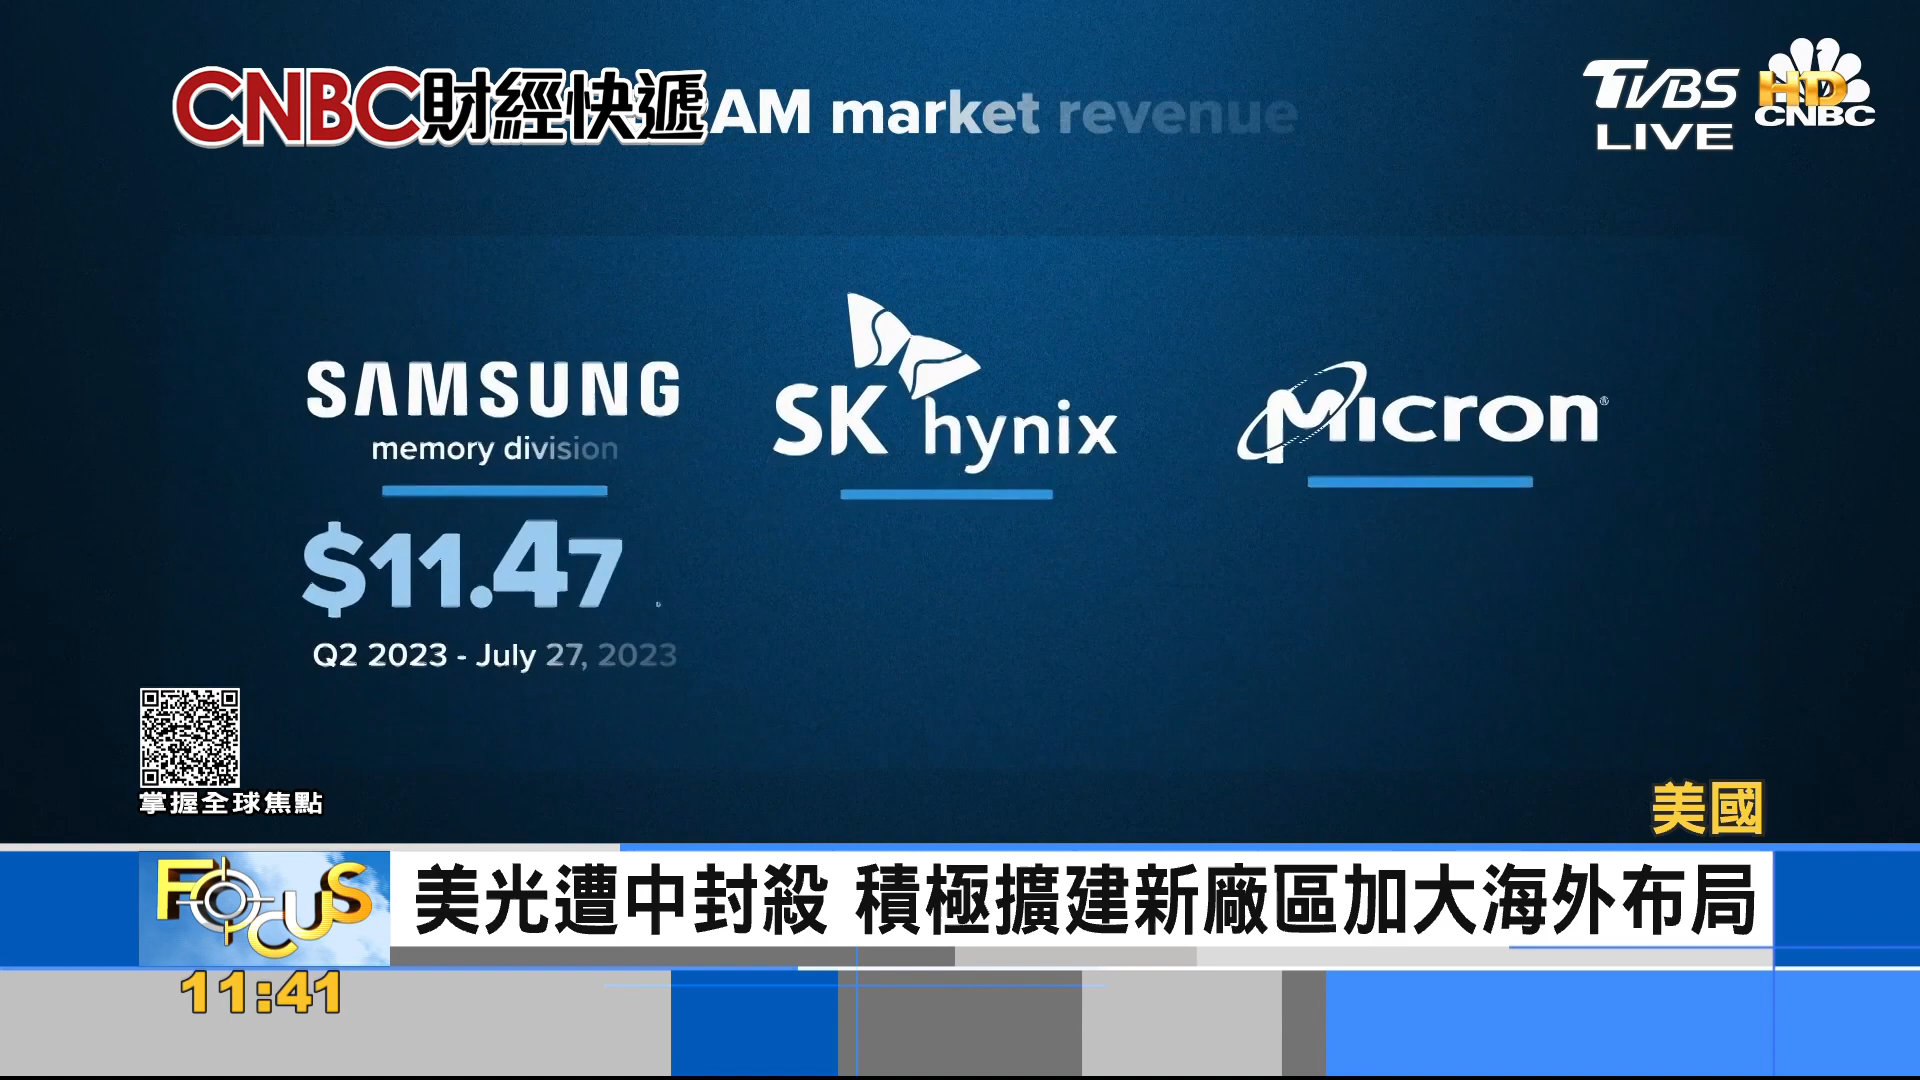 CNBC財經快遞AM market revenue
TVBS
LIVE
HD
CNBC
SAMSUNG
memory division
SK hynix
Micron®
$11.47
Q2 2023 - July 27, 2023
掌握全球焦點
美國
FOCUS
美光遭中封殺 積極擴建新廠區加大海外布局
11:41